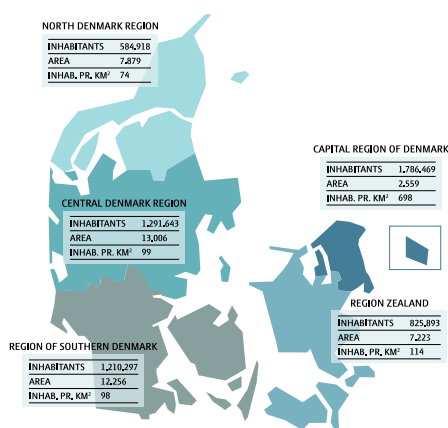 NORTH DENMARK REGION
INHABITANTS 584.918
AREA 7.879
INHAB. PR. KM² 74
CAPITAL REGION OF DENMARK
INHABITANTS 1.786.469
AREA 2.559
INHAB. PR. KM² 698
CENTRAL DENMARK REGION
INHABITANTS 1.291.643
AREA 13.006
INHAB. PR. KM² 99
REGION ZEALAND
INHABITANTS 825.893
AREA 7.223
INHAB. PR. KM² 114
REGION OF SOUTHERN DENMARK
INHABITANTS 1.210.297
AREA 12.256
INHAB. PR. KM² 98